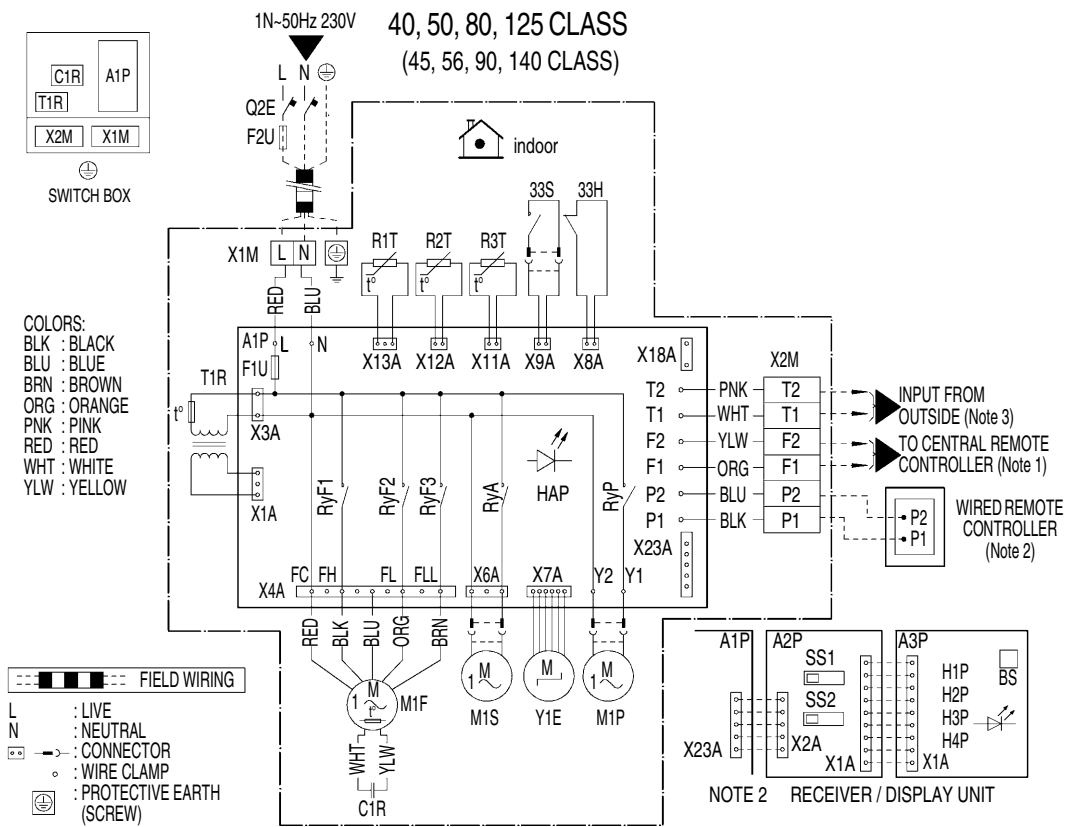 1N~50Hz 230V
40, 50, 80, 125 CLASS
(45, 56, 90, 140 CLASS)
C1R
A1P
T1R
X2M
X1M
SWITCH BOX
L N
Q2E
F2U
indoor
33S
33H
X1M
L N
R1T
R2T
R3T
t°
t°
t°
RED
BLU
COLORS:
BLK : BLACK
BLU : BLUE
BRN : BROWN
ORG : ORANGE
PNK : PINK
RED : RED
WHT : WHITE
YLW : YELLOW
A1P
L
N
F1U
X13A
X12A
X11A
X9A
X8A
X18A
X2M
T1R
t°
X3A
X1A
T2
PNK
T2
T1
WHT
T1
F2
YLW
F2
F1
ORG
F1
P2
BLU
P2
P1
BLK
P1
INPUT FROM
OUTSIDE (Note 3)
TO CENTRAL REMOTE
CONTROLLER (Note 1)
P2
P1
WIRED REMOTE
CONTROLLER
(Note 2)
RyF1
RyF2
RyF3
RyA
HAP
RyP
X23A
X4A
FC
FH
FL
FLL
X6A
X7A
Y2
Y1
RED
BLK
BLU
ORG
BRN
M
1
t°
M1F
M
1
M1S
M
Y1E
M
1
M1P
WHT
YLW
C1R
FIELD WIRING
L : LIVE
N : NEUTRAL
: CONNECTOR
: WIRE CLAMP
: PROTECTIVE EARTH
(SCREW)
A1P
A2P
A3P
SS1
SS2
H1P
H2P
H3P
H4P
BS
X23A
X2A
X1A
X1A
NOTE 2
RECEIVER / DISPLAY UNIT